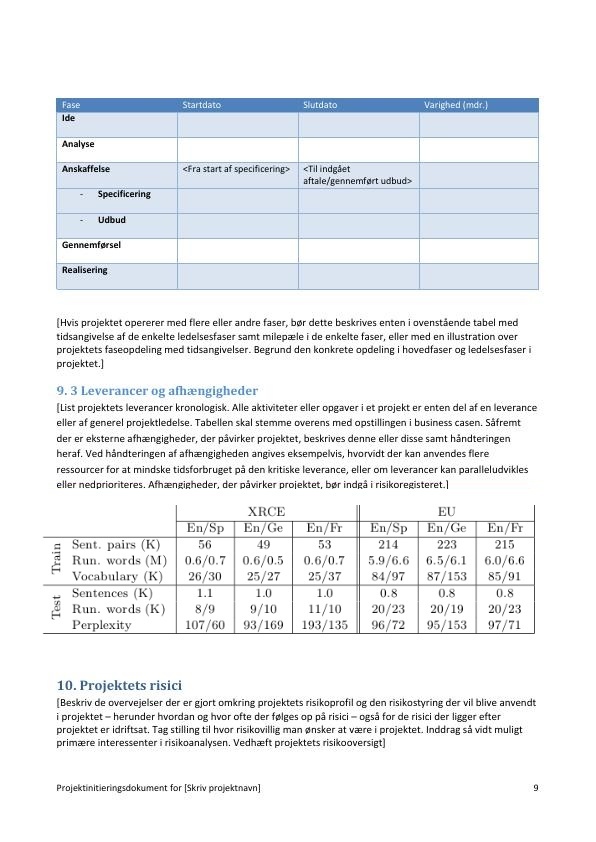 Fase Startdato Slutdato Varighed (mdr.)
Ide
Analyse
Anskaffelse <Fra start af specificering> <Til indgået
aftale/gennemført udbud>
- Specificering
- Udbud
Gennemførsel
Realisering
[Hvis projektet opererer med flere eller andre faser, bør dette beskrives enten i ovenstående tabel med
tidsangivelse af de enkelte ledelsesfaser samt milepæle i de enkelte faser, eller med en illustration over
projektets faseopdeling med tidsangivelser. Begrund den konkrete opdeling i hovedfaser og ledelsesfaser i
projektet.]
9. 3 Leverancer og afhængigheder
[List projektets leverancer kronologisk. Alle aktiviteter eller opgaver i et projekt er enten del af en leverance
eller af generel projektledelse. Tabellen skal stemme overens med opstillingen i business casen. Såfremt
der er eksterne afhængigheder, der påvirker projektet, beskrives denne eller disse samt håndteringen
heraf. Ved håndteringen af afhængigheden angives eksempelvis, hvorvidt der kan anvendes flere
ressourcer for at mindske tidsforbruget på den kritiske leverance, eller om leverancer kan paralleludvikles
eller nedprioriteres. Afhængigheder, der påvirker projektet, bør indgå i risikoregisteret.]
XRCE EU
En/Sp En/Ge En/Fr En/Sp En/Ge En/Fr
Train
Sent. pairs (K) 56 49 53 214 223 215
Run. words (M) 0.6/0.7 0.6/0.5 0.6/0.7 5.9/6.6 6.5/6.1 6.0/6.6
Vocabulary (K) 26/30 25/27 25/37 84/97 87/153 85/91
Test
Sentences (K) 1.1 1.0 1.0 0.8 0.8 0.8
Run. words (K) 8/9 9/10 11/10 20/23 20/19 20/23
Perplexity 107/60 93/169 193/135 96/72 95/153 97/71
10. Projektets risici
[Beskriv de overvejelser der er gjort omkring projektets risikoprofil og den risikostyring der vil blive anvendt
i projektet – herunder hvordan og hvor ofte der følges op på risici – også for de risici der ligger efter
projektet er idriftsat. Tag stilling til hvor risikovillig man ønsker at være i projektet. Inddrag så vidt muligt
primære interessenter i risikoanalysen. Vedhæft projektets risikooversigt]
Projektinitieringsdokument for [Skriv projektnavn] 9